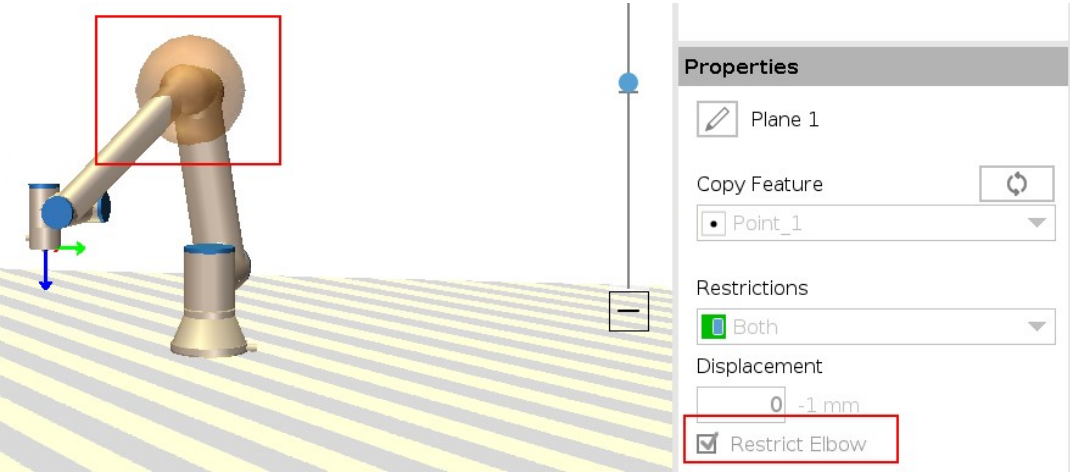 Properties
Plane 1
Copy Feature
Point_1
Restrictions
Both
Displacement
0 -1 mm
Restrict Elbow